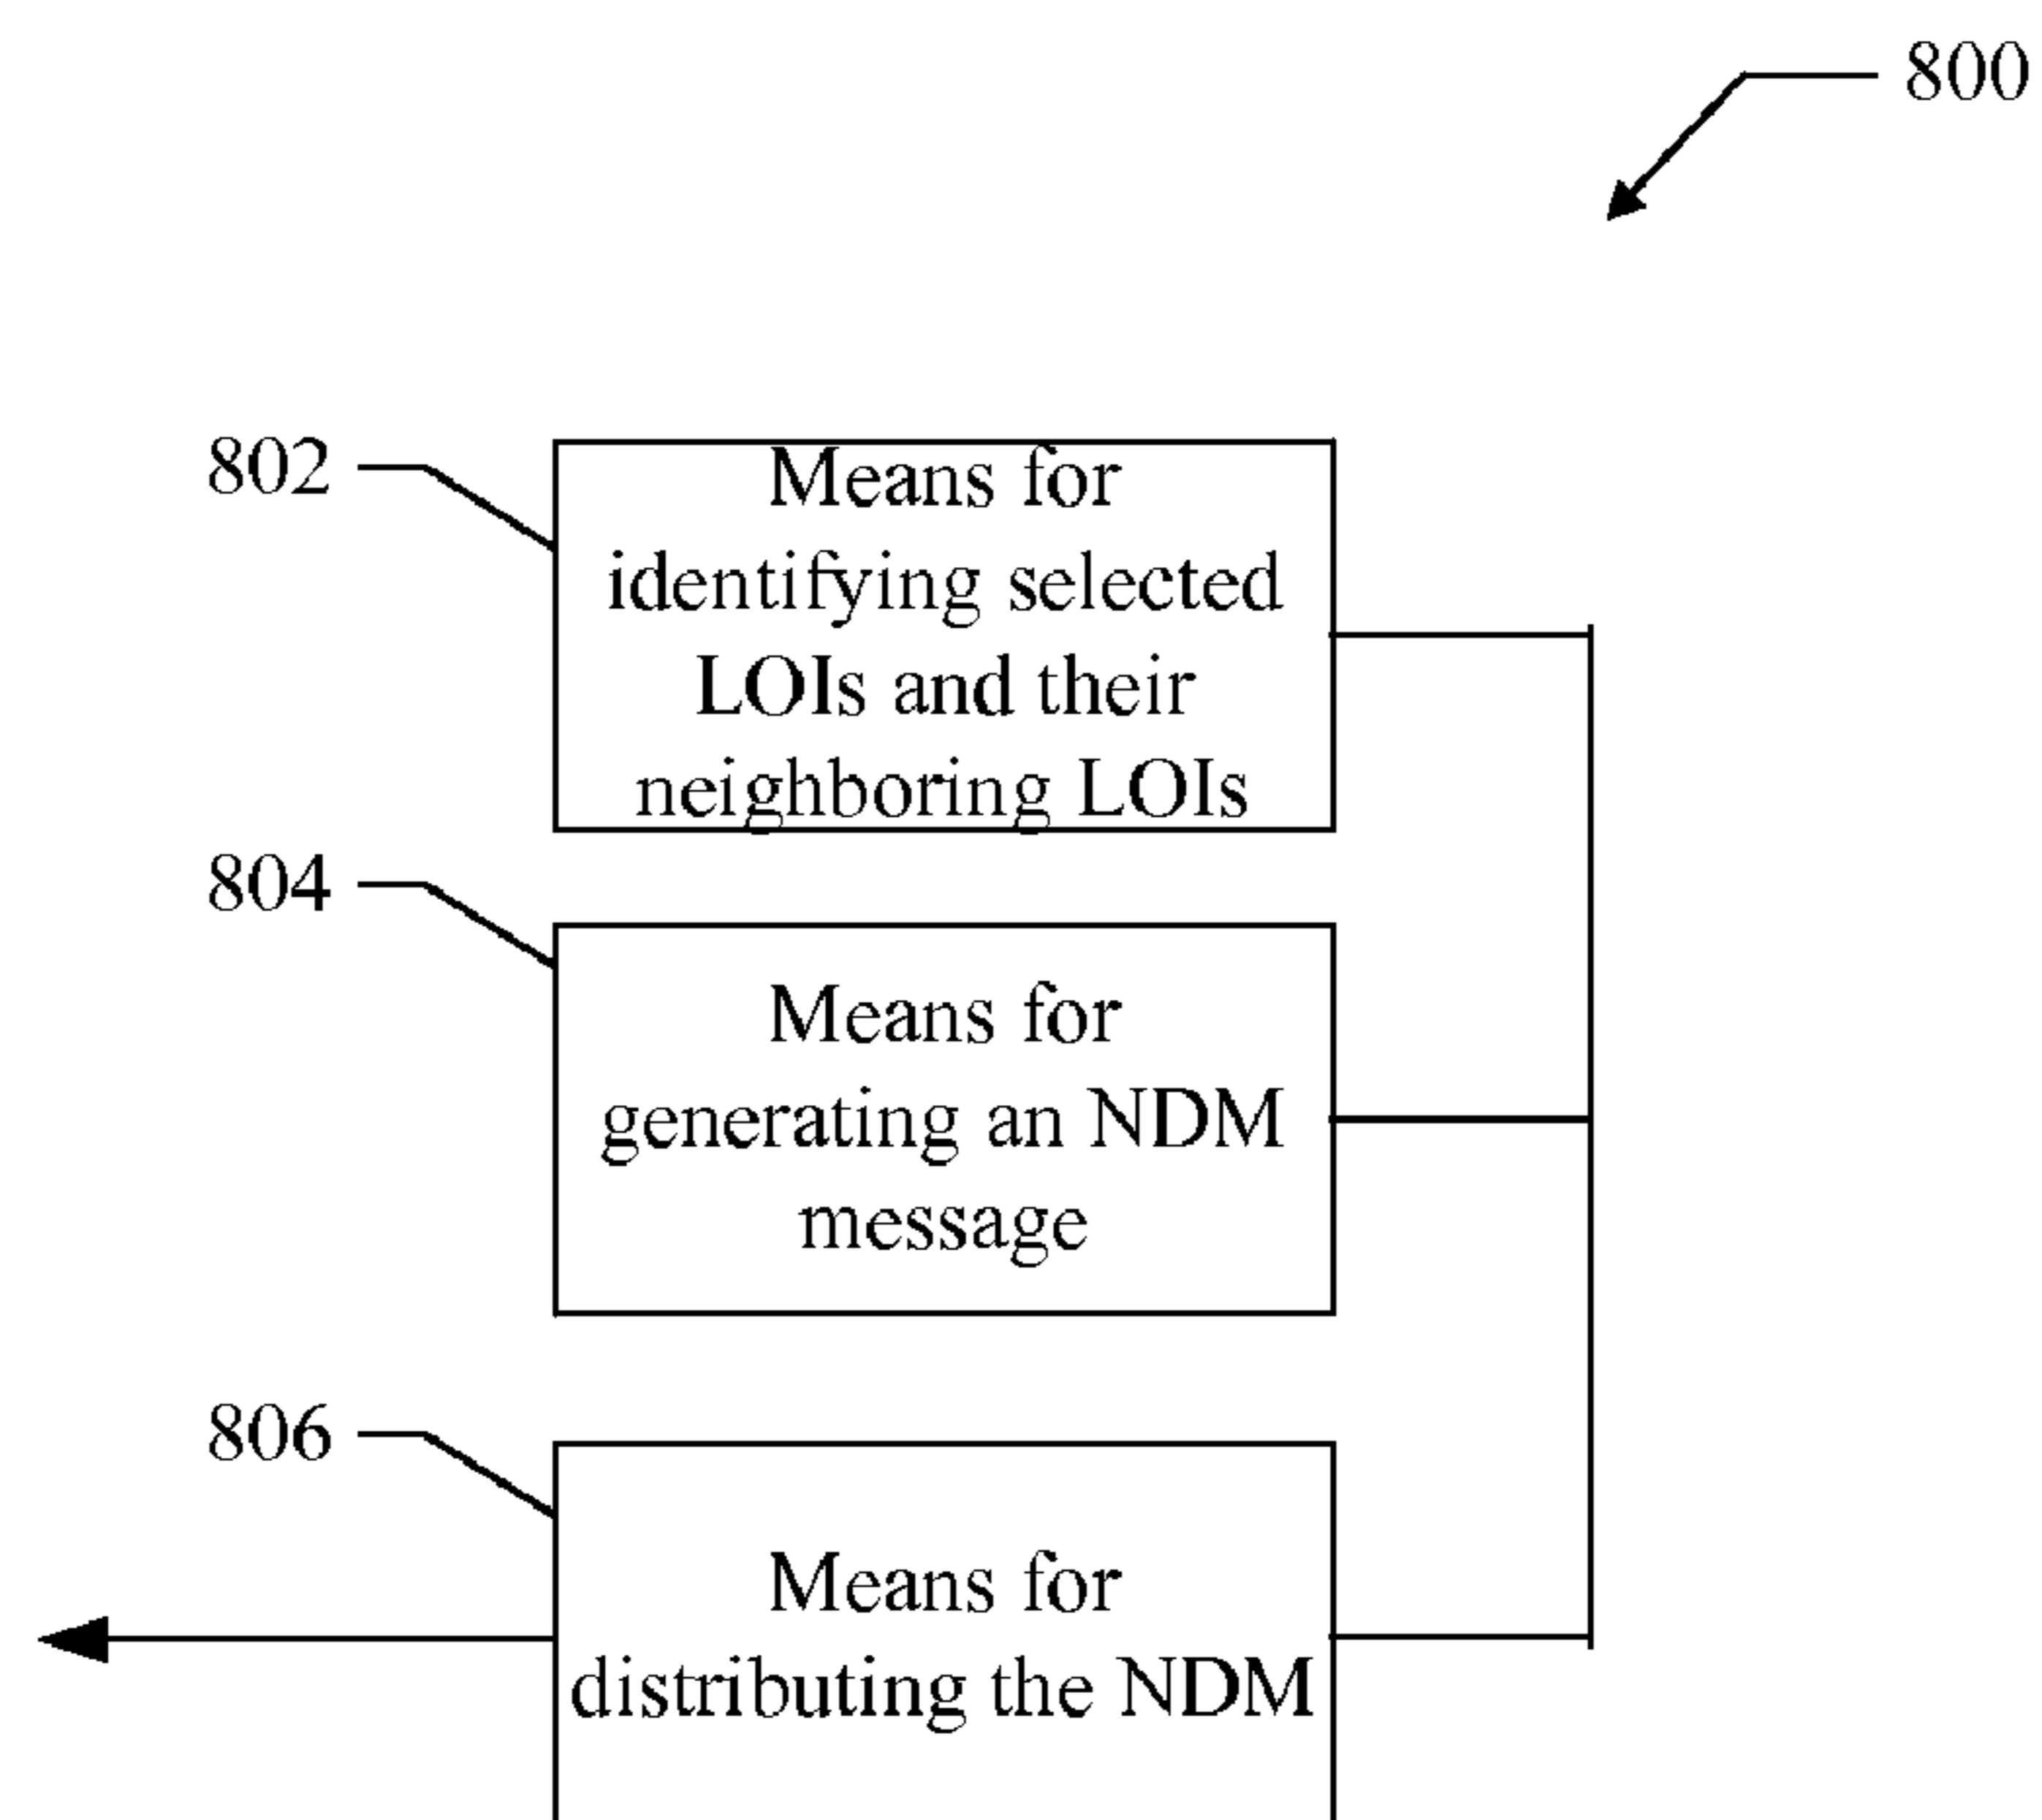 800
802
Means for
identifying selected
LOIs and their
neighboring LOIs
804
Means for
generating an NDM
message
806
Means for
distributing the NDM